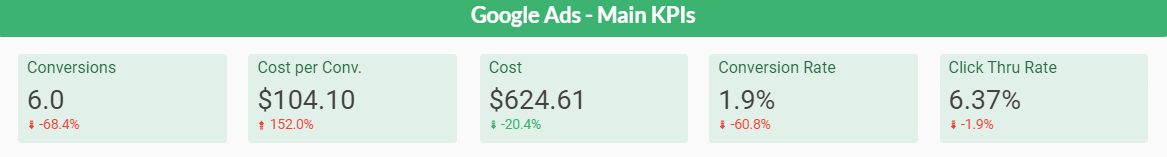 Google Ads - Main KPIs
Conversions
6.0
⬇ -68.4%
Cost per Conv.
$104.10
⬆ 152.0%
Cost
$624.61
⬇ -20.4%
Conversion Rate
1.9%
⬇ -60.8%
Click Thru Rate
6.37%
⬇ -1.9%